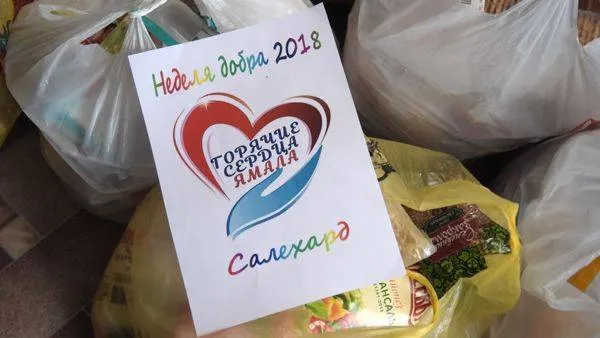 Неделя добра 2018
ГОРЯЧИЕ
СЕРДЦА
ЯМАЛА
Салехард